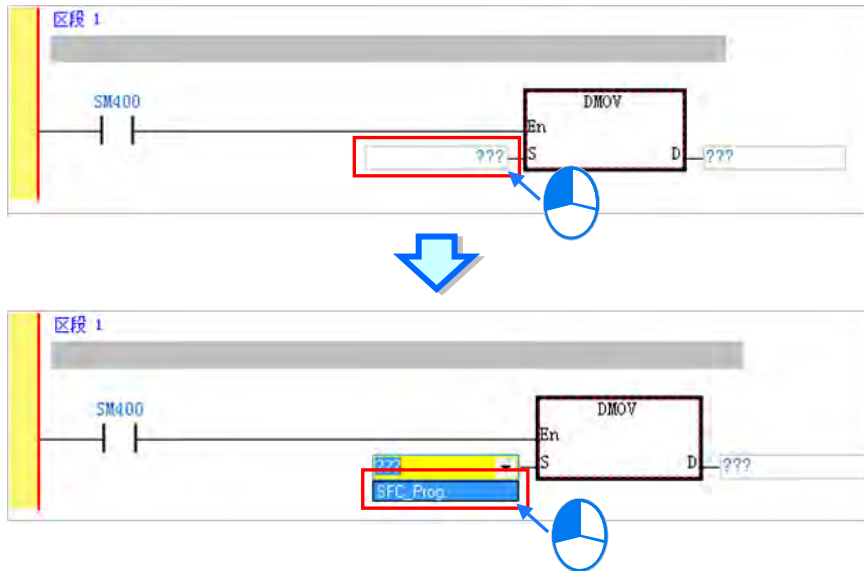 区段 1
SM400
DMOV
En
??? S D ???
区段 1
SM400
DMOV
En
??? S D ???
SFC_Prog.